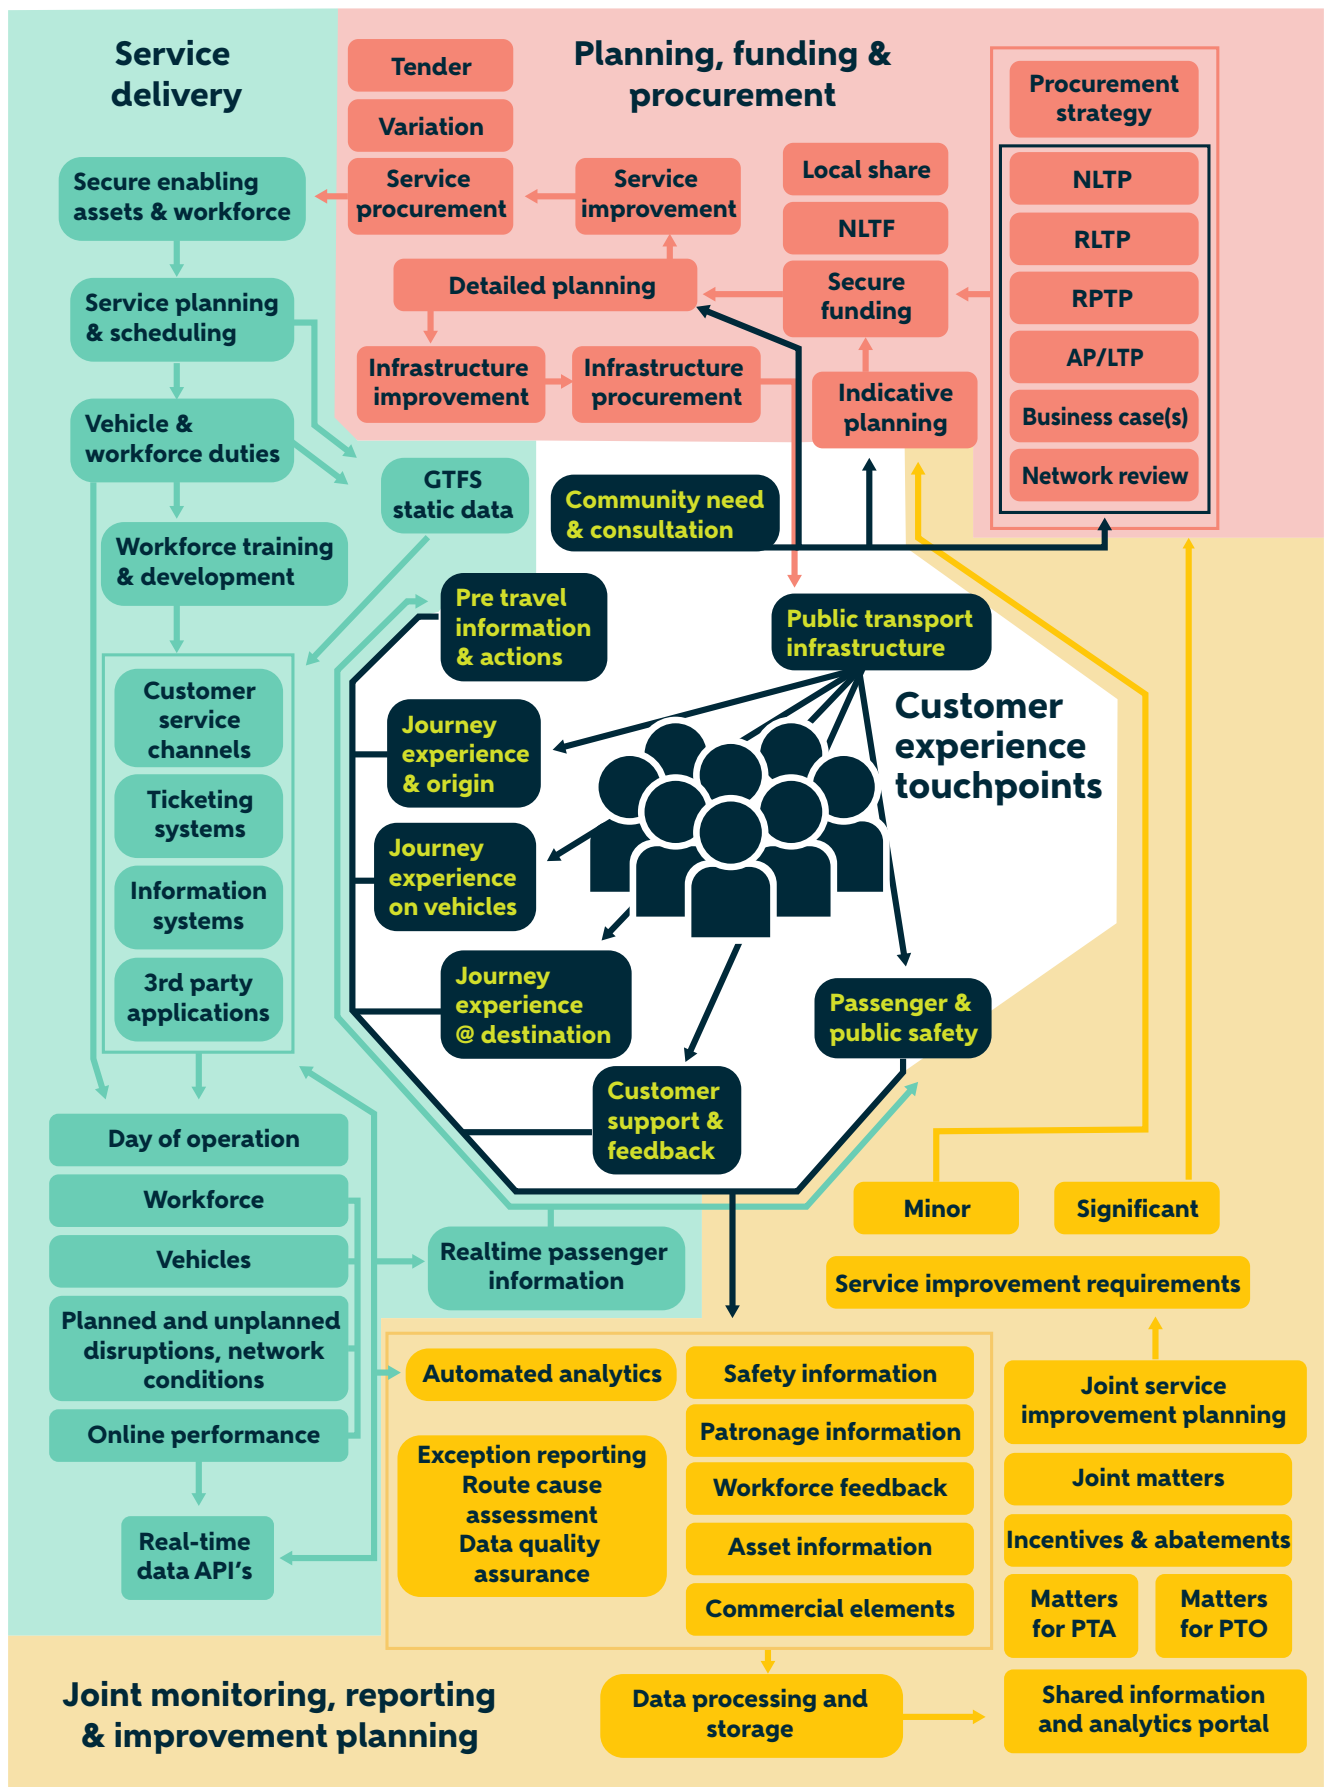 Service
delivery
Planning, funding &
procurement
Tender
Variation
Service
procurement
Service
improvement
Local share
NLTF
Secure
funding
Procurement
strategy
NLTP
RLTP
RPTP
AP/LTP
Business case(s)
Network review
Detailed planning
Infrastructure
improvement
Infrastructure
procurement
Indicative
planning
Secure enabling
assets & workforce
Service planning
& scheduling
Vehicle &
workforce duties
GTFS
static data
Workforce training
& development
Customer
service
channels
Ticketing
systems
Information
systems
3rd party
applications
Community need
& consultation
Pre travel
information
& actions
Public transport
infrastructure
Customer
experience
touchpoints
Journey
experience
& origin
Journey
experience
on vehicles
Journey
experience
@ destination
Passenger &
public safety
Customer
support &
feedback
Day of operation
Workforce
Vehicles
Planned and unplanned
disruptions, network
conditions
Online performance
Real-time
data API’s
Realtime passenger
information
Minor
Significant
Service improvement requirements
Automated analytics
Exception reporting
Route cause
assessment
Data quality
assurance
Safety information
Patronage information
Workforce feedback
Asset information
Commercial elements
Joint service
improvement planning
Joint matters
Incentives & abatements
Matters
for PTA
Matters
for PTO
Data processing and
storage
Shared information
and analytics portal
Joint monitoring, reporting
& improvement planning